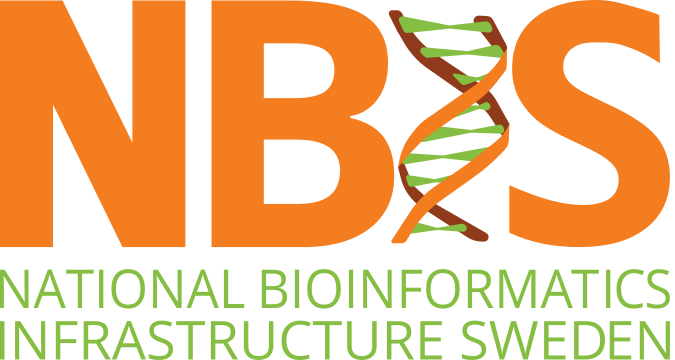 NBIS
NATIONAL BIOINFORMATICS
INFRASTRUCTURE SWEDEN